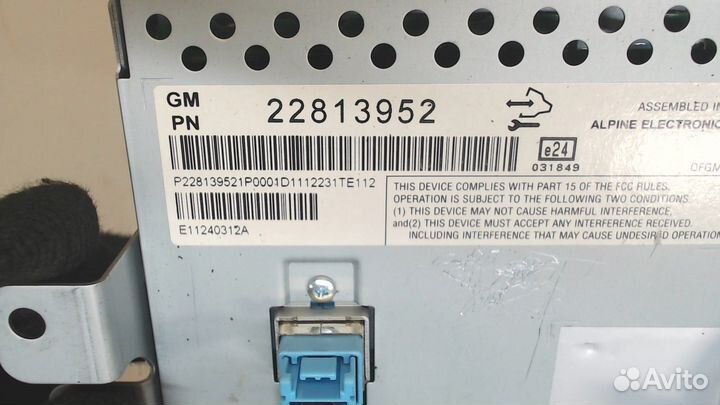 GM
PN 22813952
ASSEMBLED IN
ALPINE ELECTRONIC
e24
031849
P228139521P0001D1112231TE112
E11240312A
THIS DEVICE COMPLIES WITH PART 15 OF THE FCC RULES.
OPERATION IS SUBJECT TO THE FOLLOWING TWO CONDITIONS
(1) THIS DEVICE MAY NOT CAUSE HARMFUL INTERFERENCE,
and(2) THIS DEVICE MUST ACCEPT ANY INTERFERENCE RECEIVED.
INCLUDING INTERFERENCE THAT MAY CAUSE UNDESIRED OPERATION
Avito